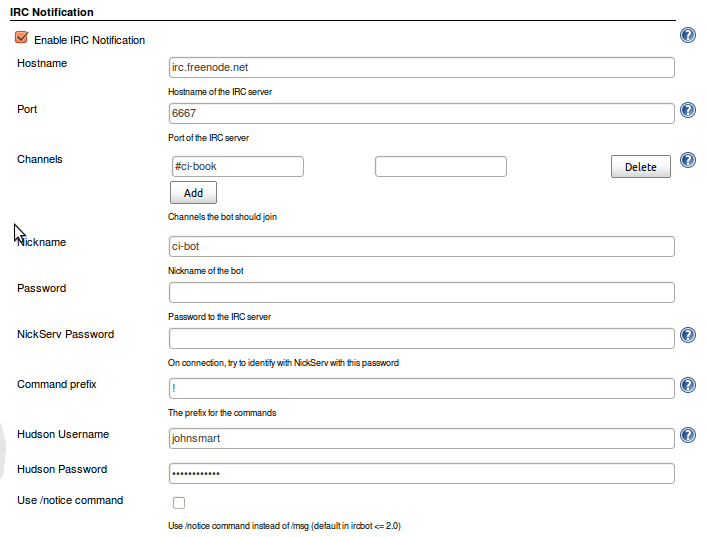 IRC Notification
Enable IRC Notification
Hostname
irc.freenode.net
Hostname of the IRC server
Port
6667
Port of the IRC server
Channels
#ci-book
Delete
Add
Channels the bot should join
Nickname
ci-bot
Nickname of the bot
Password
Password to the IRC server
NickServ Password
On connection, try to identify with NickServ with this password
Command prefix
!
The prefix for the commands
Hudson Username
johnsmart
Hudson Password
••••••••••••
Use /notice command
Use /notice command instead of /msg (default in ircbot <= 2.0)